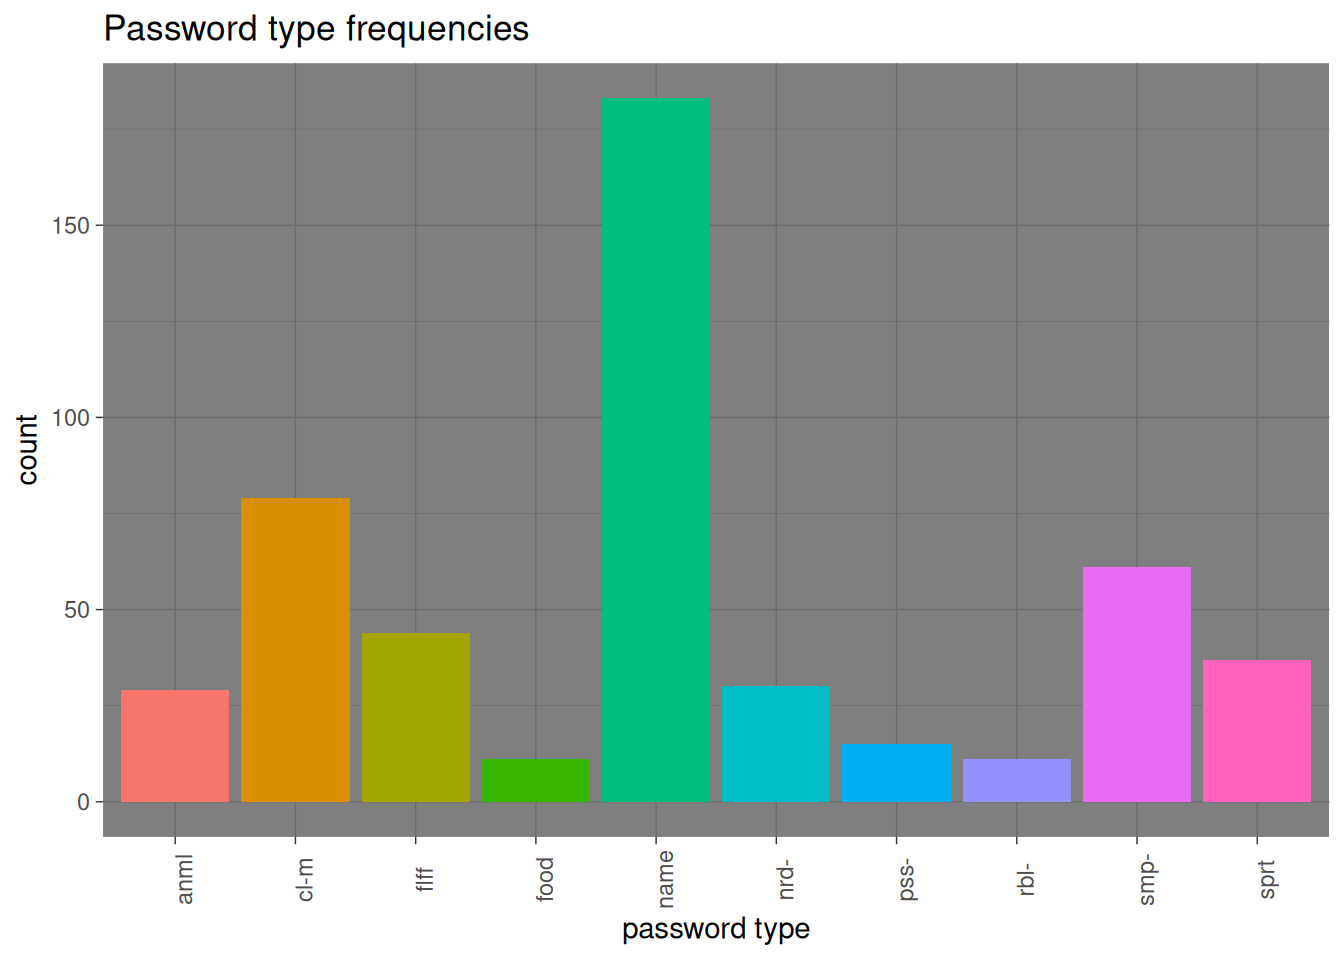 Password type frequencies
count
150
100
50
0
anml
cl-m
flff
food
name
nrd-
pss-
rbl-
smp-
sprt
password type